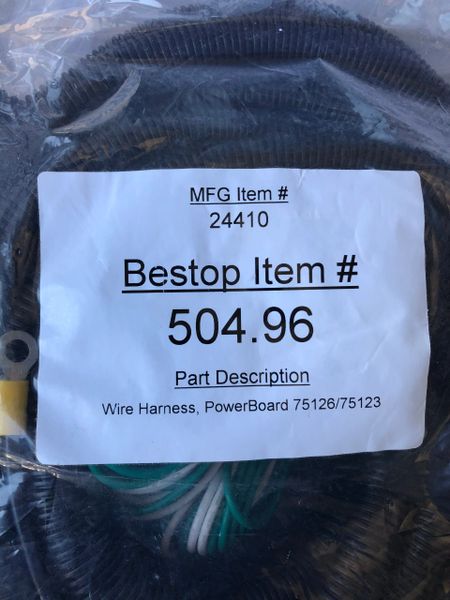 MFG Item #
24410
Bestop Item #
504.96
Part Description
Wire Harness, PowerBoard 75126/75123